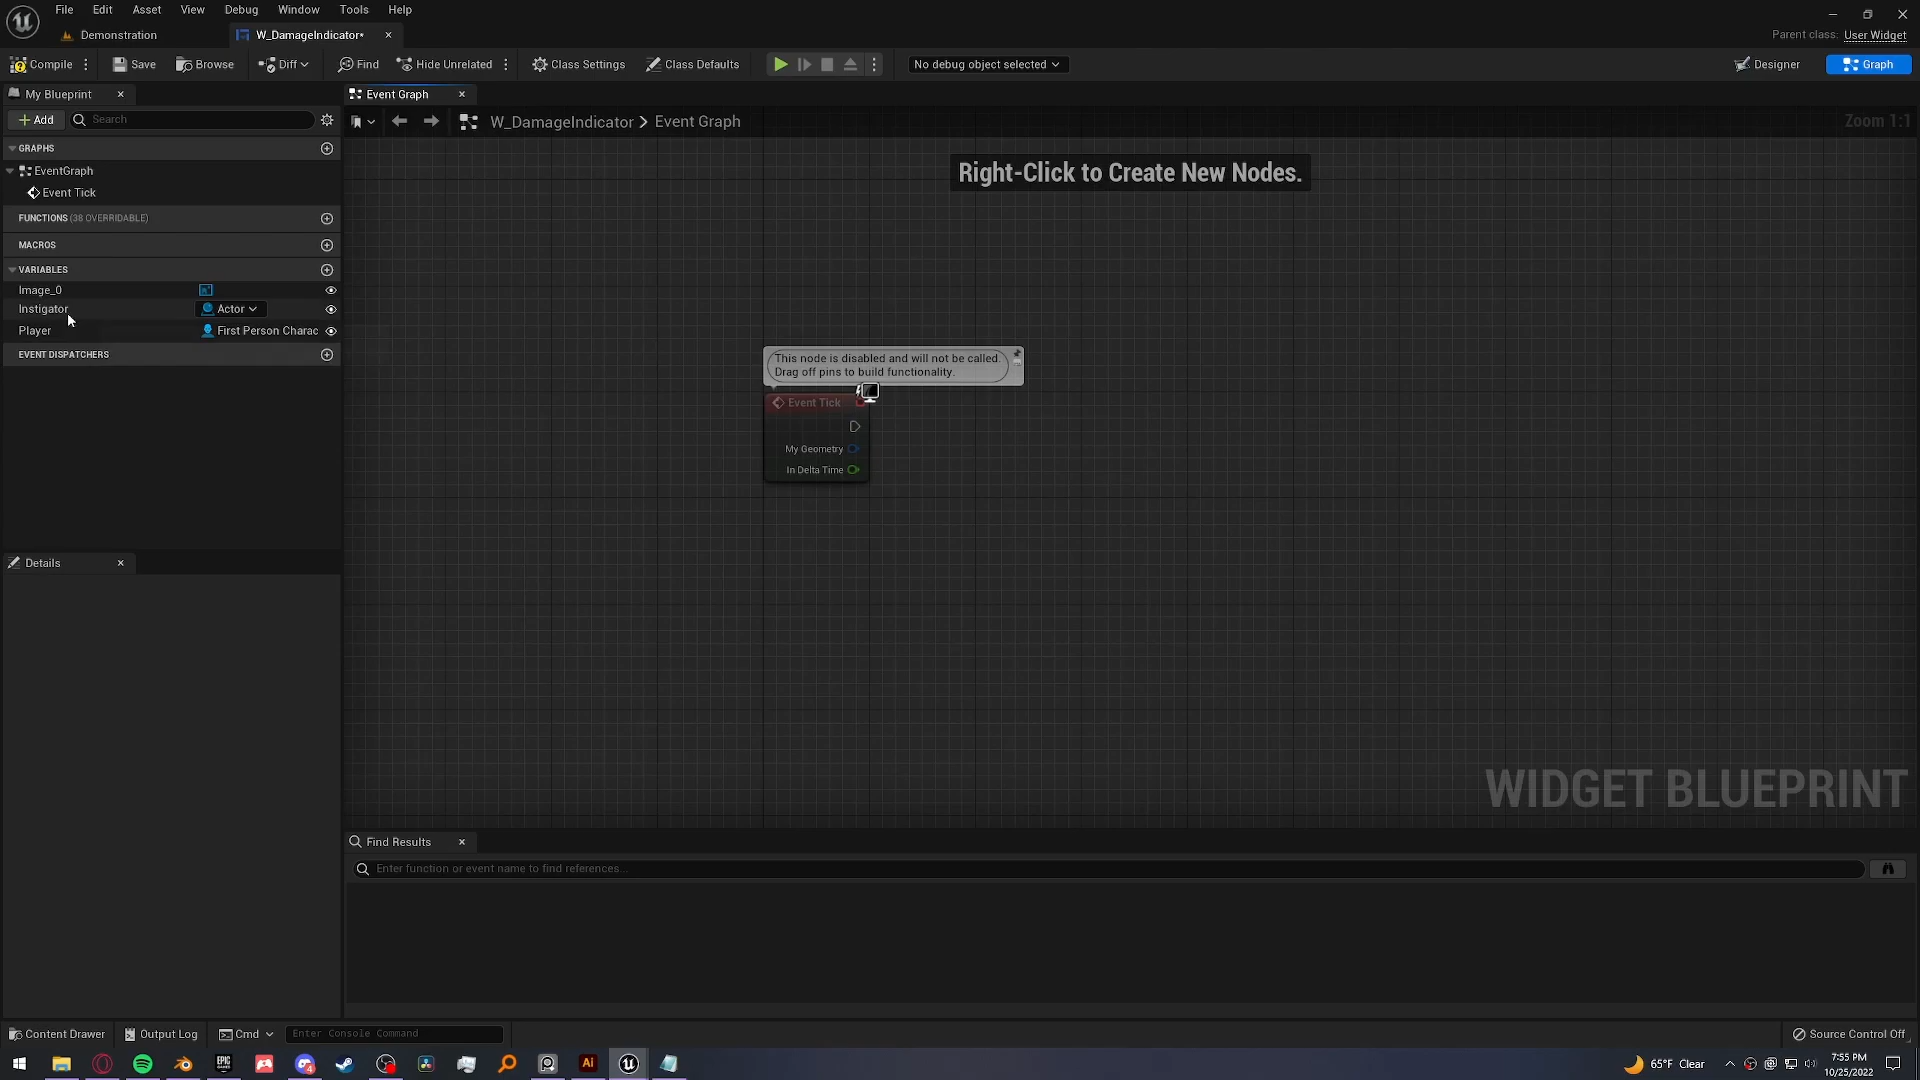 File Edit Asset View Debug Window Tools Help
Demonstration W_DamageIndicator*
Parent class: User Widget
Compile Save Browse Diff Find Hide Unrelated Class Settings Class Defaults No debug object selected Designer Graph
My Blueprint Event Graph
Add Search
W_DamageIndicator > Event Graph Zoom 1:1
GRAPHS
EventGraph
Event Tick
FUNCTIONS (38 OVERRIDABLE)
MACROS
VARIABLES
Image_0
Instigator Actor
Player First Person Charac
EVENT DISPATCHERS
Right-Click to Create New Nodes.
This node is disabled and will not be called.
Drag off pins to build functionality.
Event Tick
My Geometry
In Delta Time
Details
WIDGET BLUEPRINT
Find Results
Enter function or event name to find references...
Content Drawer Output Log Cmd Enter Console Command Source Control Off
Ai 65°F Clear 7:55 PM
10/25/2022